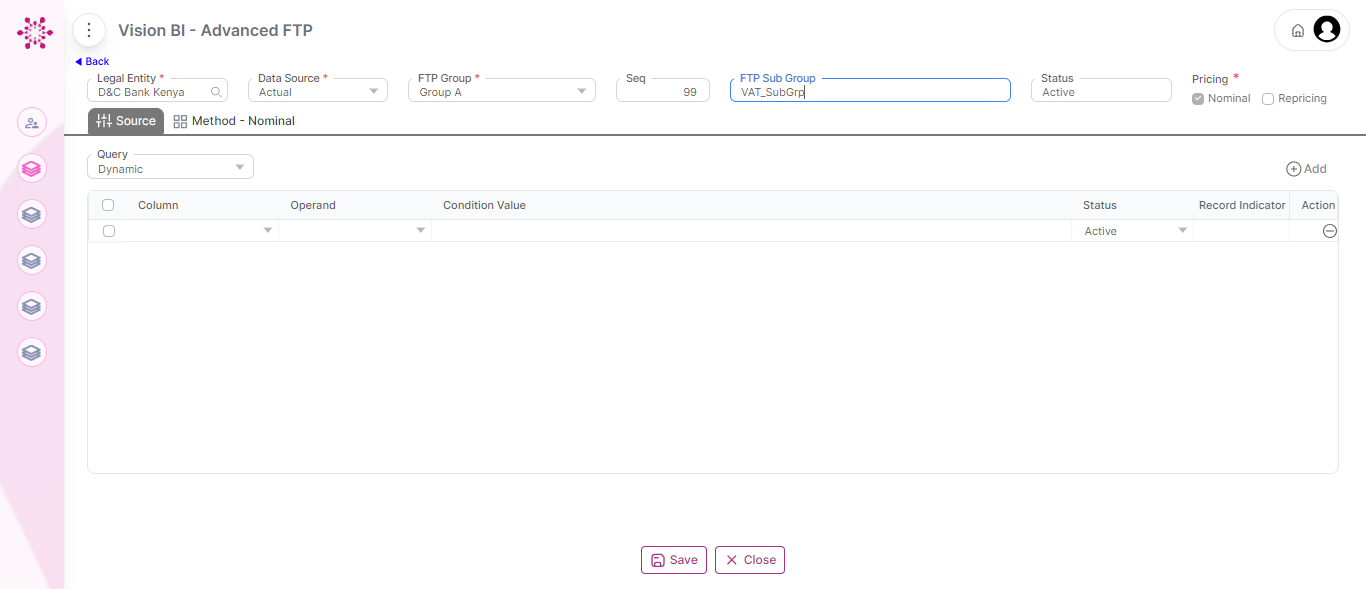 Vision BI - Advanced FTP
Back
Legal Entity * Data Source * FTP Group * Seq FTP Sub Group Status Pricing *
D&C Bank Kenya Actual Group A 99 VAT_SubGrp Active Nominal Repricing
Source Method - Nominal
Query
Dynamic Add
Column Operand Condition Value Status Record Indicator Action
Active
Save Close